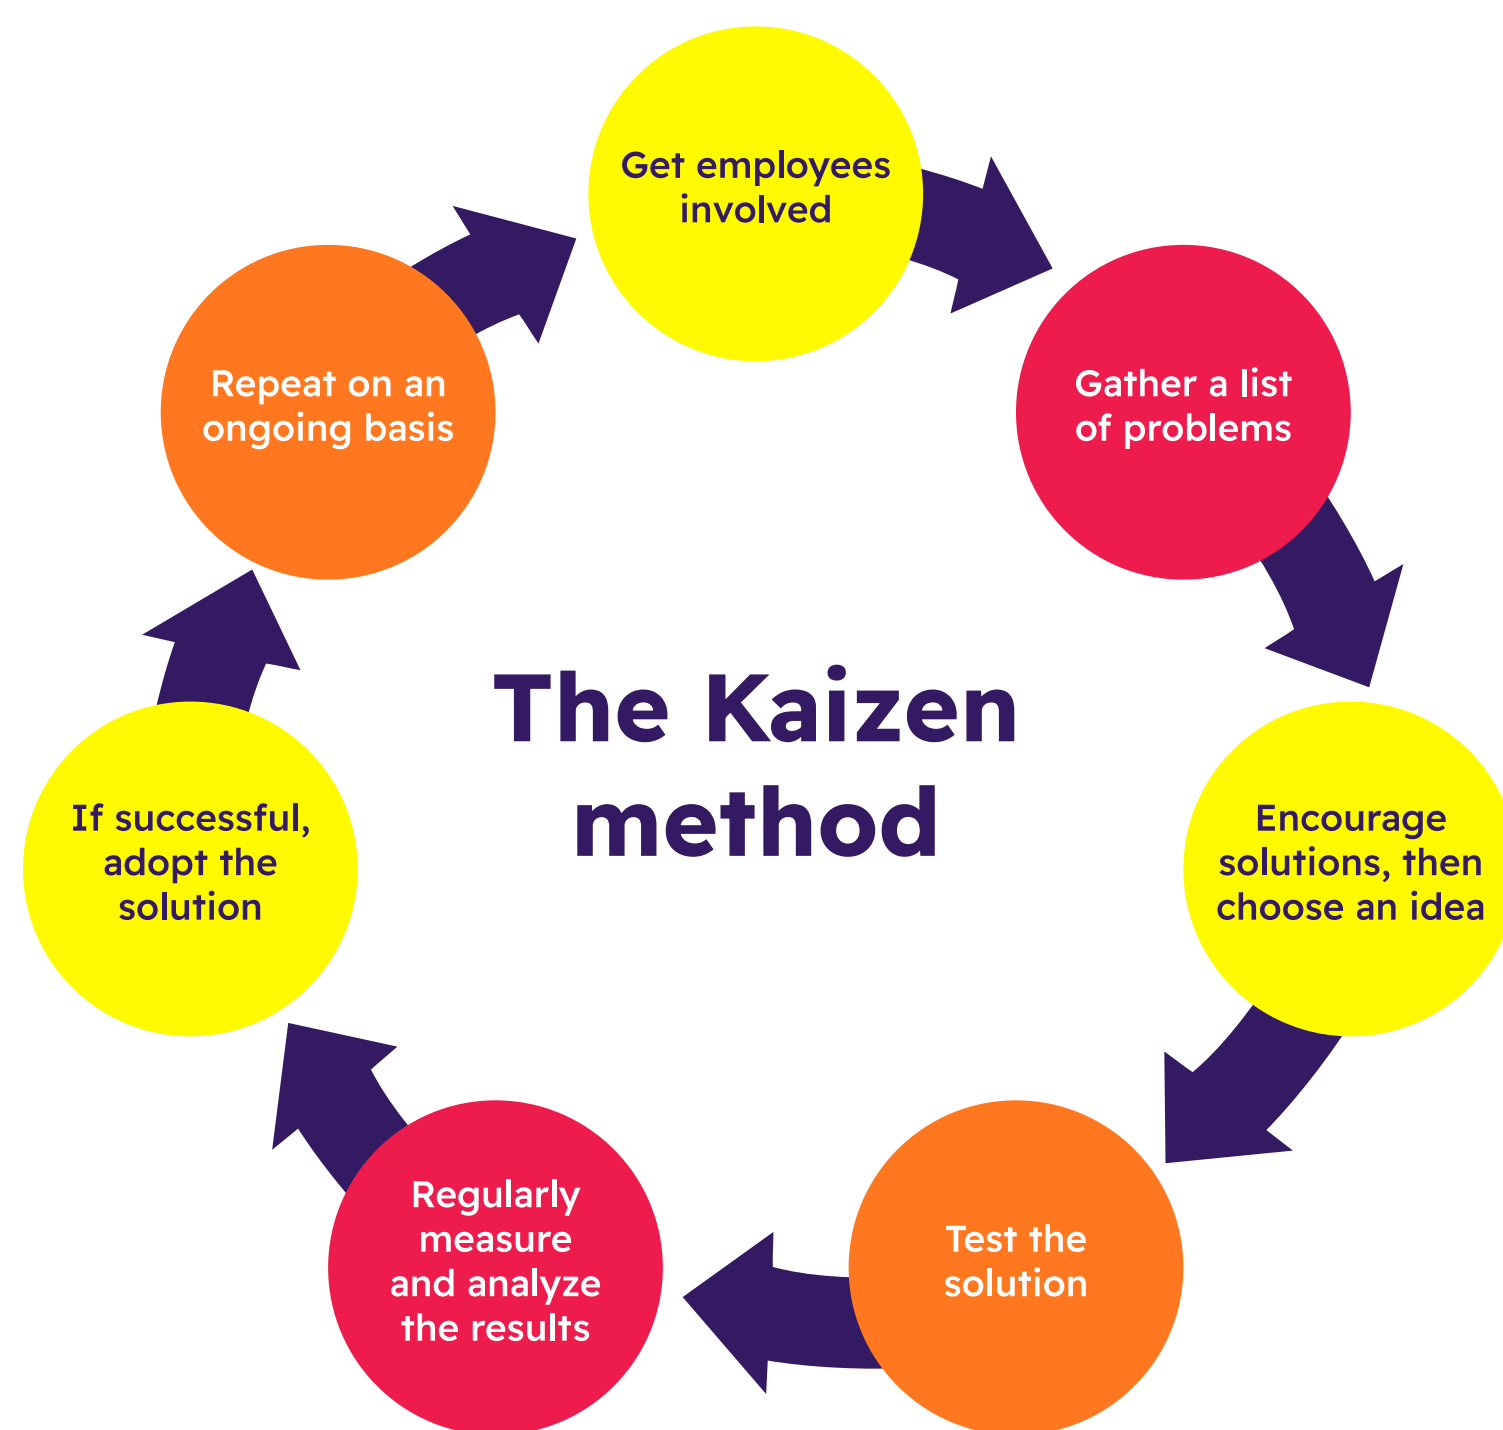 Get employees
involved
Gather a list
of problems
Encourage
solutions, then
choose an idea
Test the
solution
Regularly
measure
and analyze
the results
If successful,
adopt the
solution
Repeat on an
ongoing basis
The Kaizen
method